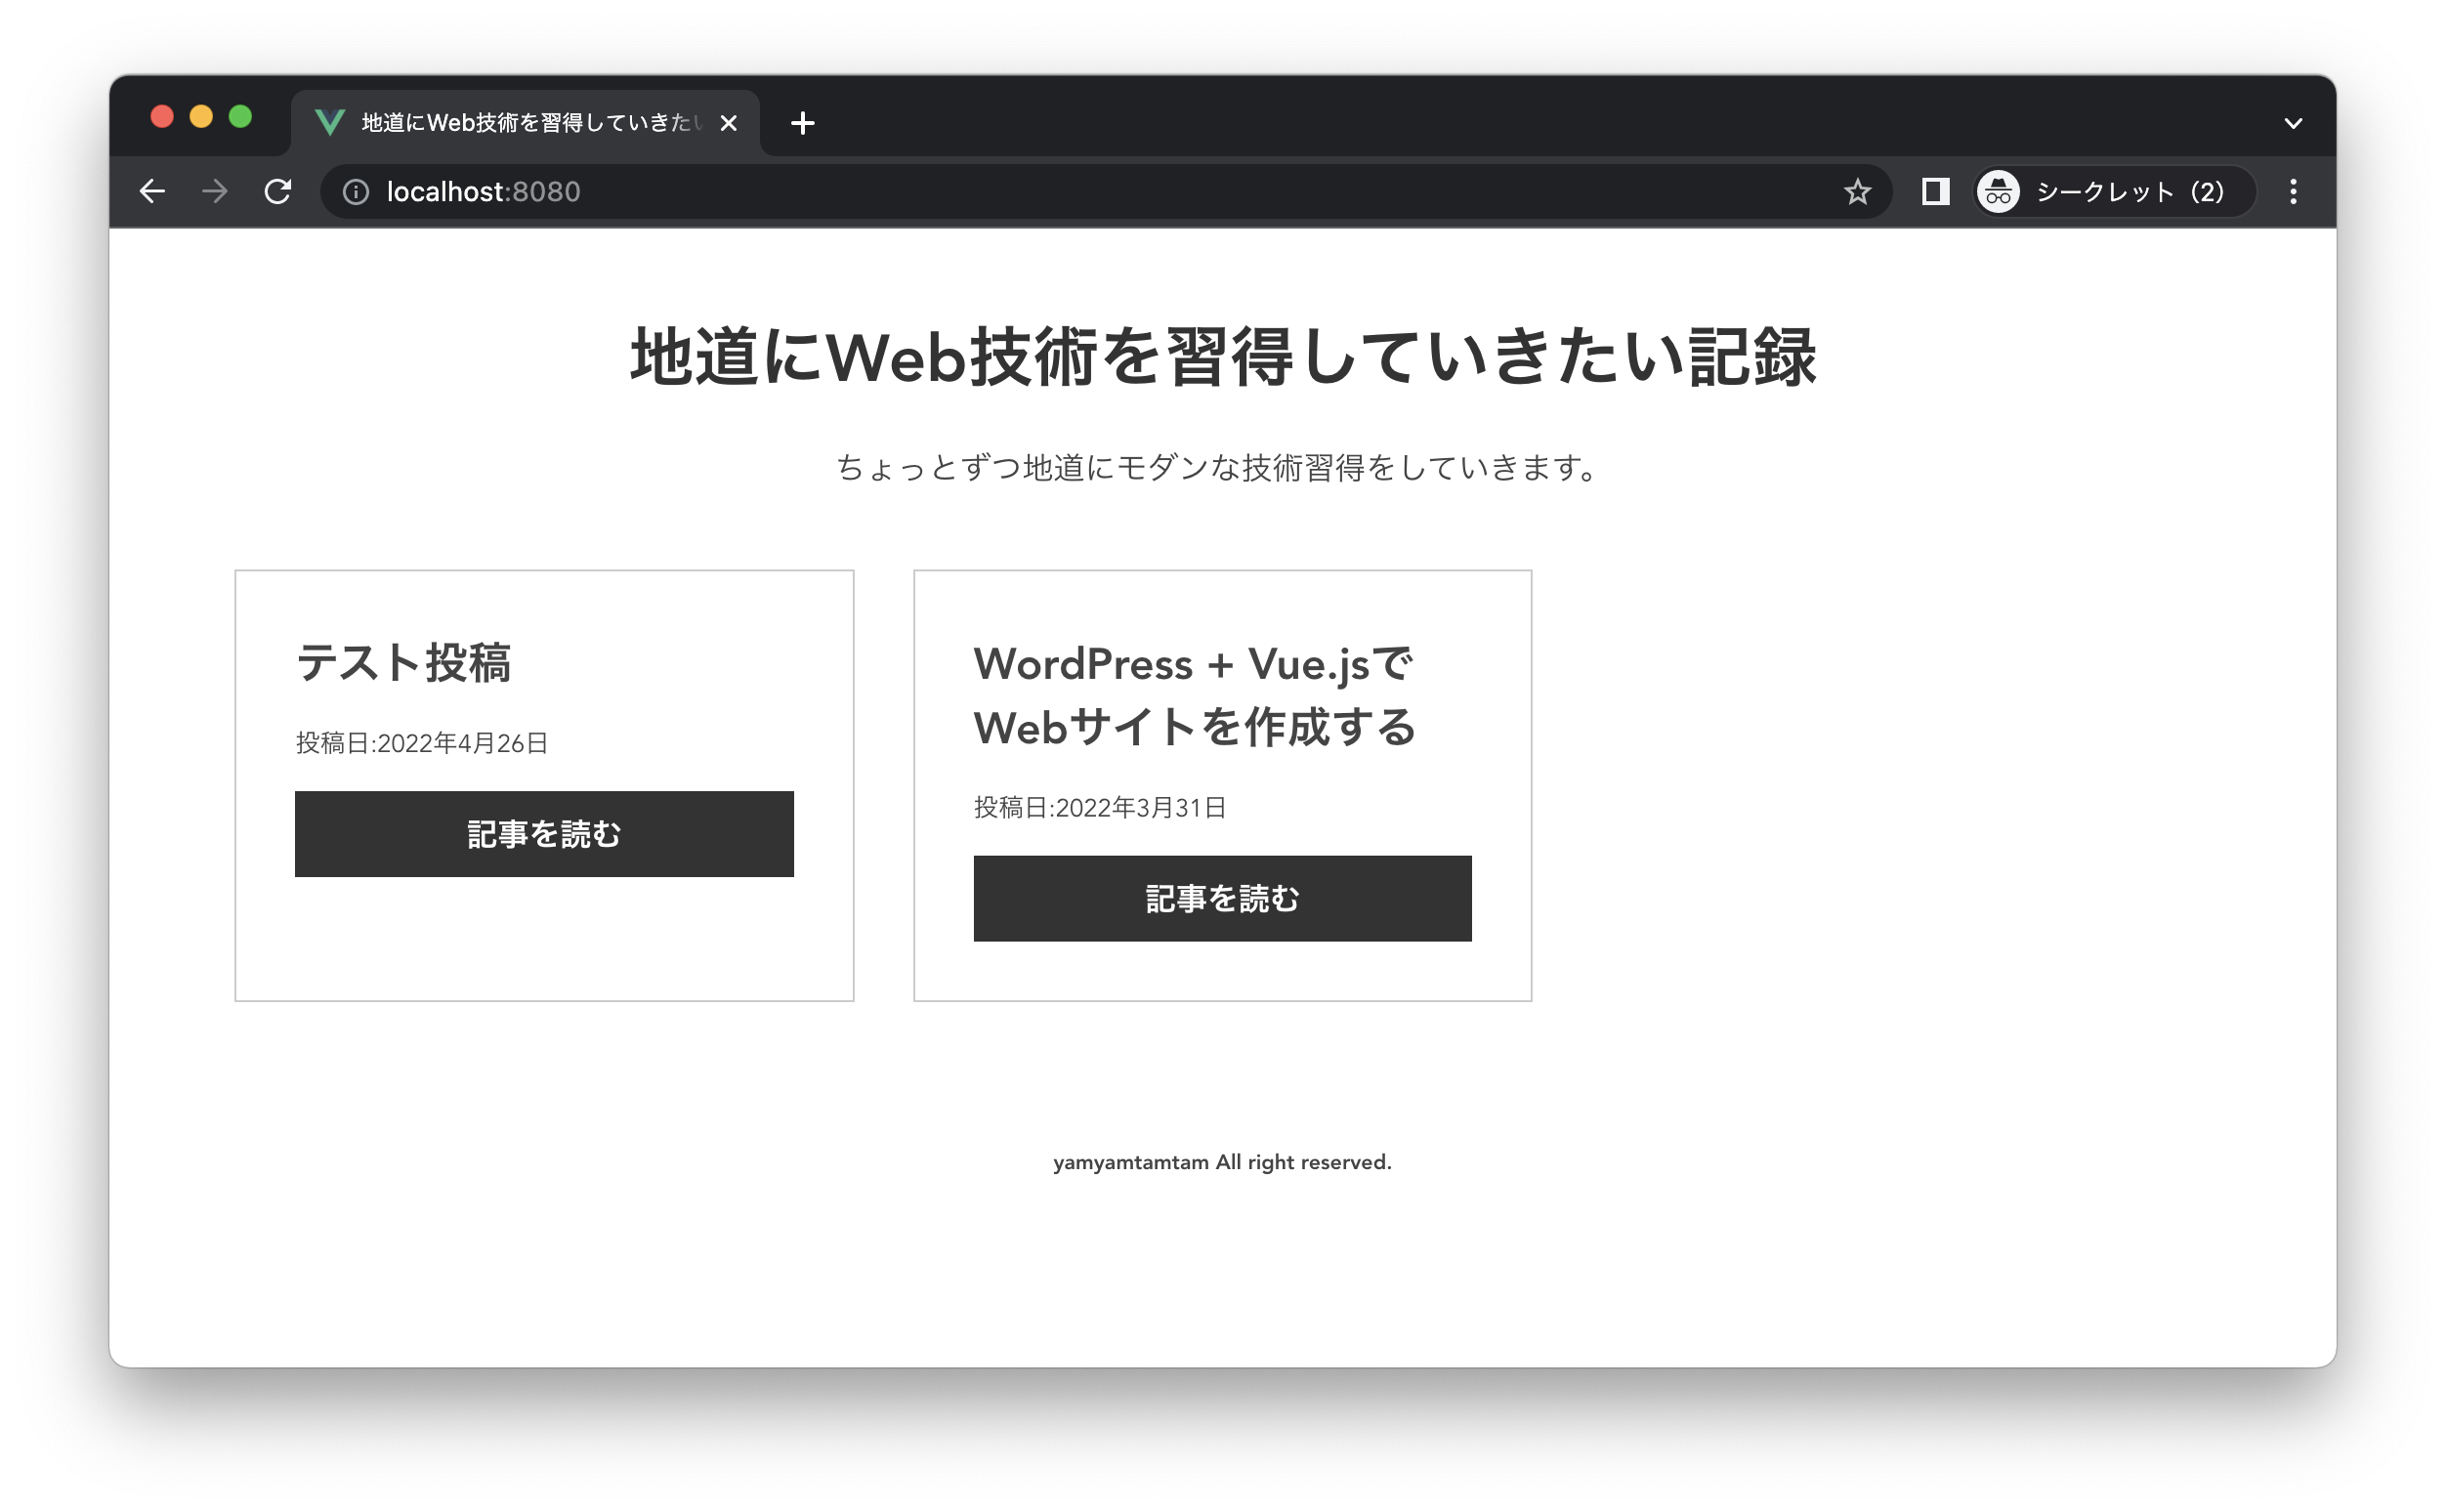 地道にWeb技術を習得していきたい
localhost:8080
シークレット（2）
地道にWeb技術を習得していきたい記録
ちょっとずつ地道にモダンな技術習得をしていきます。
テスト投稿
投稿日:2022年4月26日
記事を読む
WordPress + Vue.jsで
Webサイトを作成する
投稿日:2022年3月31日
記事を読む
yamyamtamtam All right reserved.